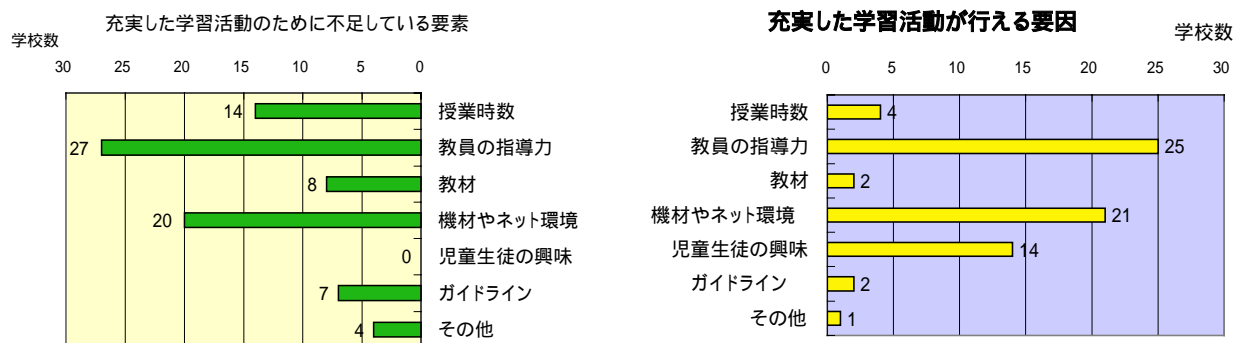 充実した学習活動のために不足している要素
学校数
30 25 20 15 10 5 0
14 授業時数
27 教員の指導力
8 教材
20 機材やネット環境
0 児童生徒の興味
7 ガイドライン
4 その他
充実した学習活動が行える要因
学校数
0 5 10 15 20 25 30
授業時数 4
教員の指導力 25
教材 2
機材やネット環境 21
児童生徒の興味 14
ガイドライン 2
その他 1